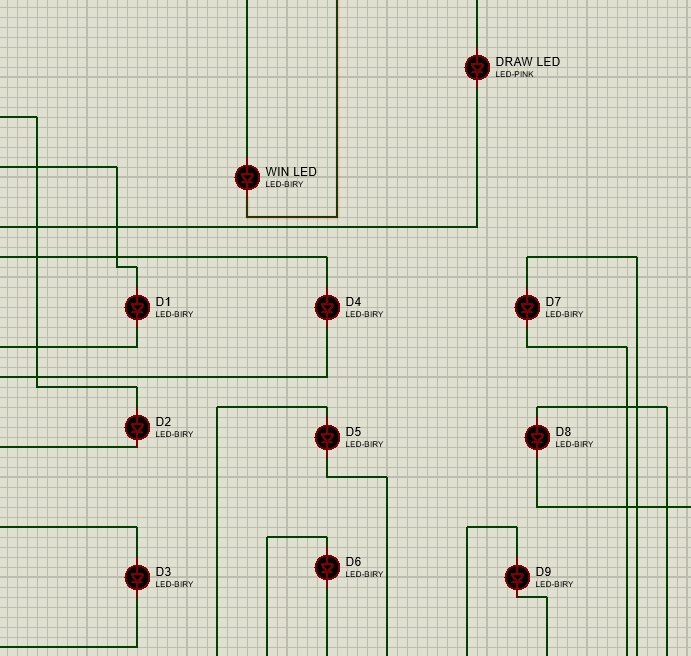 DRAW LED
LED-PINK
WIN LED
LED-BIRY
D1
LED-BIRY
D4
LED-BIRY
D7
LED-BIRY
D2
LED-BIRY
D5
LED-BIRY
D8
LED-BIRY
D3
LED-BIRY
D6
LED-BIRY
D9
LED-BIRY